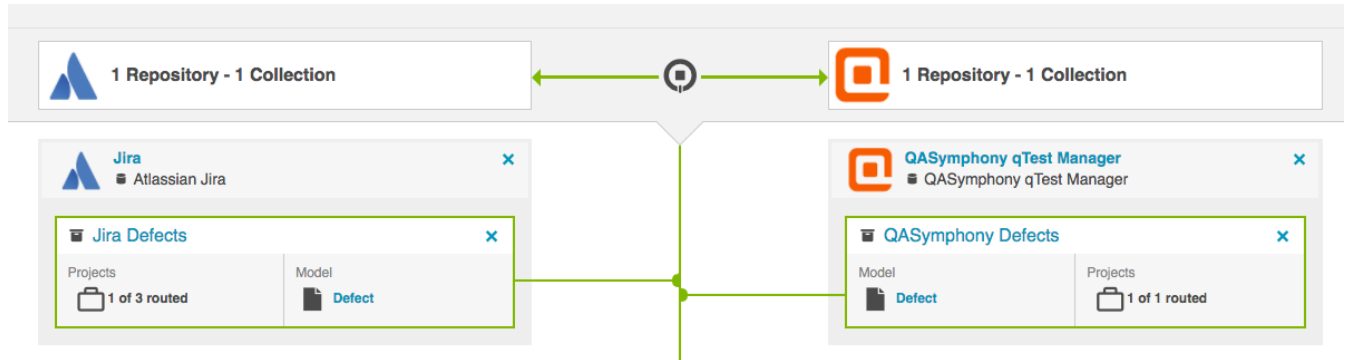 1 Repository - 1 Collection
1 Repository - 1 Collection
Jira
Atlassian Jira
QASymphony qTest Manager
QASymphony qTest Manager
Jira Defects
Projects
1 of 3 routed
Model
Defect
QASymphony Defects
Model
Defect
Projects
1 of 1 routed